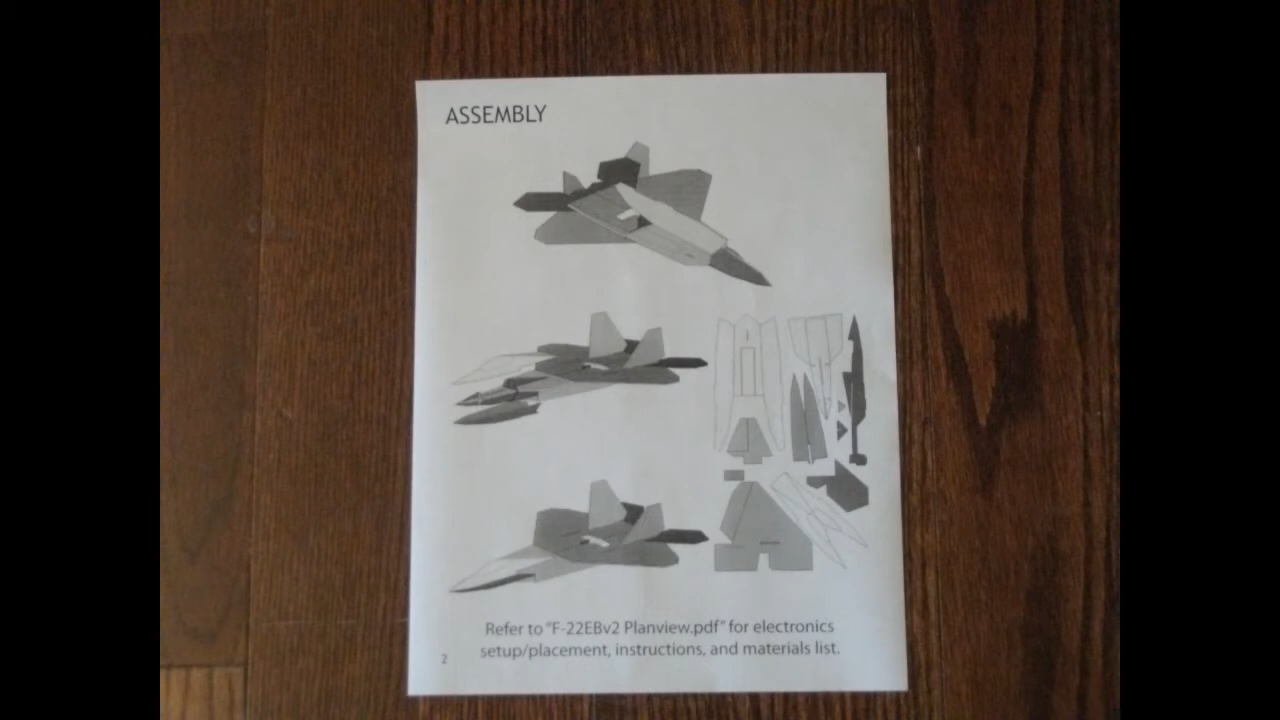 ASSEMBLY
Refer to "F-22EBv2 Planview.pdf" for electronics
setup/placement, instructions, and materials list.
2